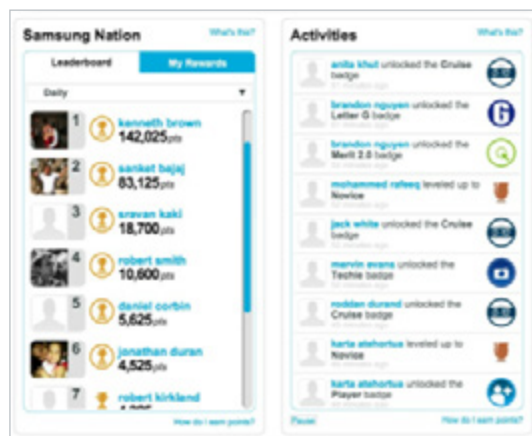 Samsung Nation
What's this?
Leaderboard
My Rewards
Daily
1
kenneth brown
142,025pts
2
sanket bajaj
83,125pts
3
sravan kaki
18,700pts
4
robert smith
10,600pts
5
daniel corbin
5,625pts
6
jonathan duran
4,525pts
7
robert kirkland
How do I earn points?
Activities
What's this?
anita khut unlocked the Cruise
badge
brandon nguyen unlocked the
Letter G badge
G
brandon nguyen unlocked the
Merit 2.0 badge
mohammed rafeeq leveled up to
Novice
jack white unlocked the Cruise
badge
mervin evans unlocked the
Techie badge
roddan durand unlocked the
Cruise badge
karta atehortua leveled up to
Novice
karta atehortua unlocked the
Player badge
Pause
How do I earn points?